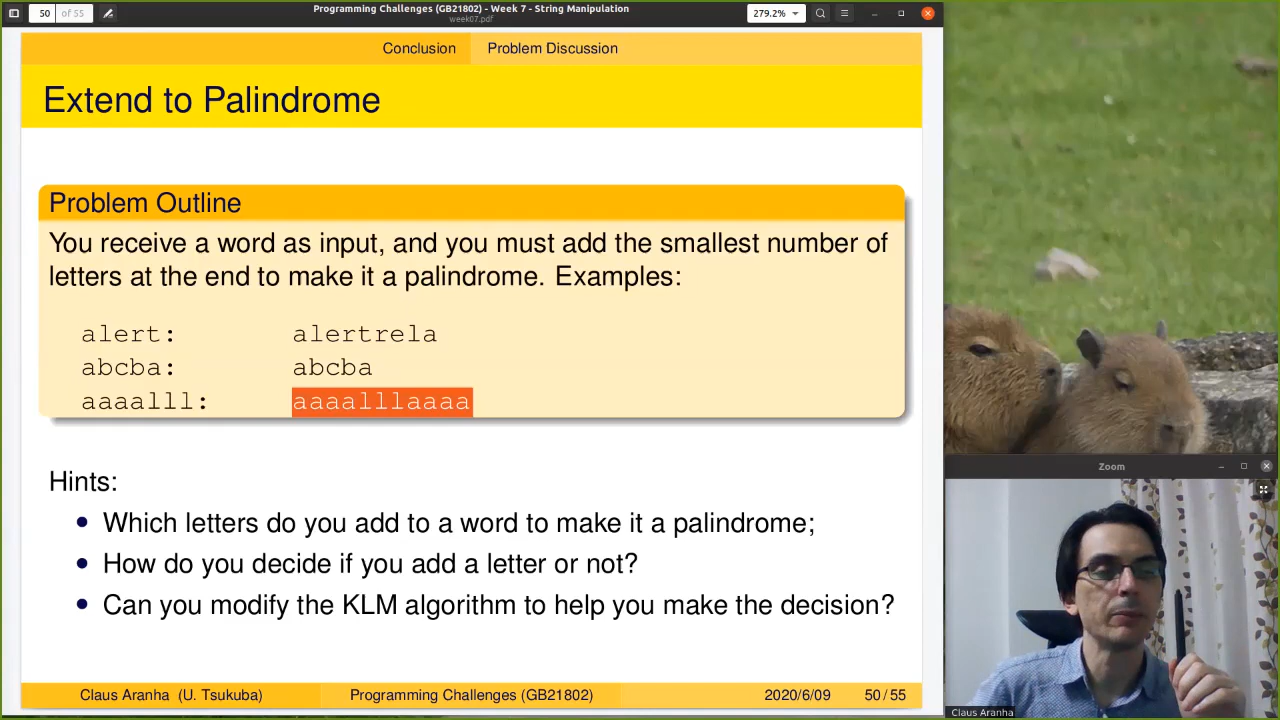 Programming Challenges (GB21802) - Week 7 - String Manipulation
week07.pdf
50 of 55
279.2%
Conclusion Problem Discussion
Extend to Palindrome
Problem Outline
You receive a word as input, and you must add the smallest number of
letters at the end to make it a palindrome. Examples:
alert: alertrela
abcba: abcba
aaaalll: aaaalllaaaa
Hints:
Which letters do you add to a word to make it a palindrome;
How do you decide if you add a letter or not?
Can you modify the KLM algorithm to help you make the decision?
Claus Aranha (U. Tsukuba) Programming Challenges (GB21802) 2020/6/09 50 / 55
Zoom
Claus Aranha